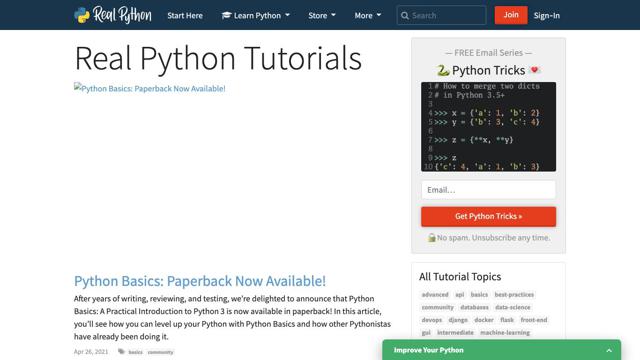 Real Python
Start Here
Learn Python
Store
More
Search
Join
Sign-In
Real Python Tutorials
Python Basics: Paperback Now Available!
Python Basics: Paperback Now Available!
After years of writing, reviewing, and testing, we're delighted to announce that Python
Basics: A Practical Introduction to Python 3 is now available in paperback! In this article,
you'll see how you can level up your Python with Python Basics and how other Pythonistas
have already been doing it.
Apr 26, 2021
basics
community
— FREE Email Series —
🐍 Python Tricks 💌
1 # How to merge two dicts
2 # in Python 3.5+
3
4 >>> x = {'a': 1, 'b': 2}
5 >>> y = {'b': 3, 'c': 4}
6
7 >>> z = {**x, **y}
8
9 >>> z
10 {'c': 4, 'a': 1, 'b': 3}
Email…
Get Python Tricks »
🔒 No spam. Unsubscribe any time.
All Tutorial Topics
advanced api basics best-practices
community databases data-science
devops django docker flask front-end
gui intermediate machine-learning
Improve Your Python